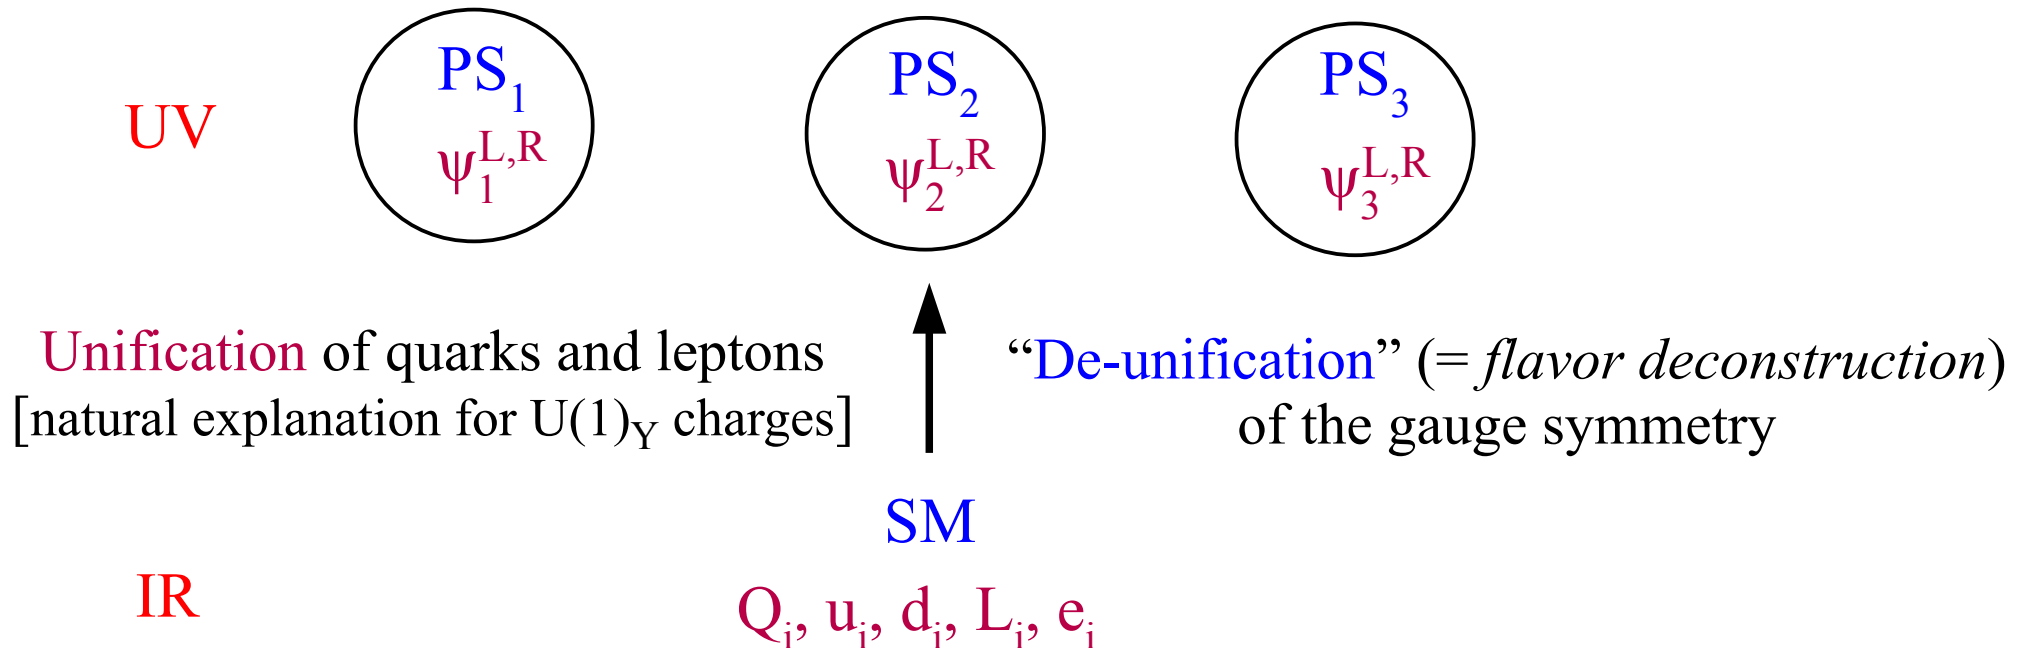 PS₁ PS₂ PS₃
UV
ψ₁ᴸ,ᴿ ψ₂ᴸ,ᴿ ψ₃ᴸ,ᴿ
Unification of quarks and leptons
[natural explanation for U(1)Y charges]
“De-unification” (= flavor deconstruction)
of the gauge symmetry
SM
IR
Qᵢ, uᵢ, dᵢ, Lᵢ, eᵢ